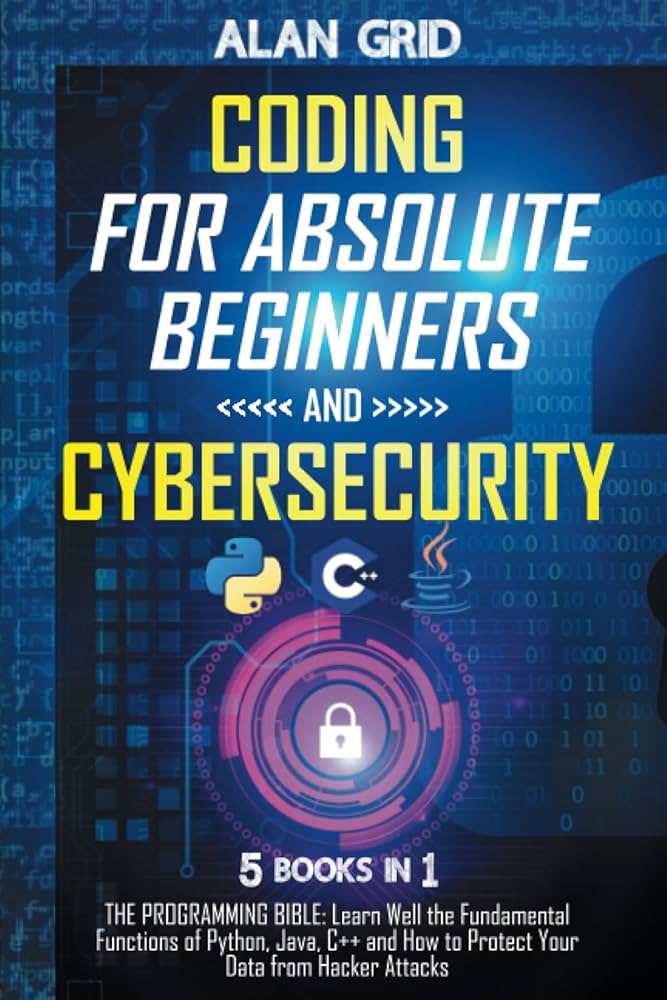 ALAN GRID
CODING
FOR ABSOLUTE
BEGINNERS
<<<<< AND >>>>>
CYBERSECURITY
C++
5 BOOKS IN 1
THE PROGRAMMING BIBLE: Learn Well the Fundamental
Functions of Python, Java, C++ and How to Protect Your
Data from Hacker Attacks